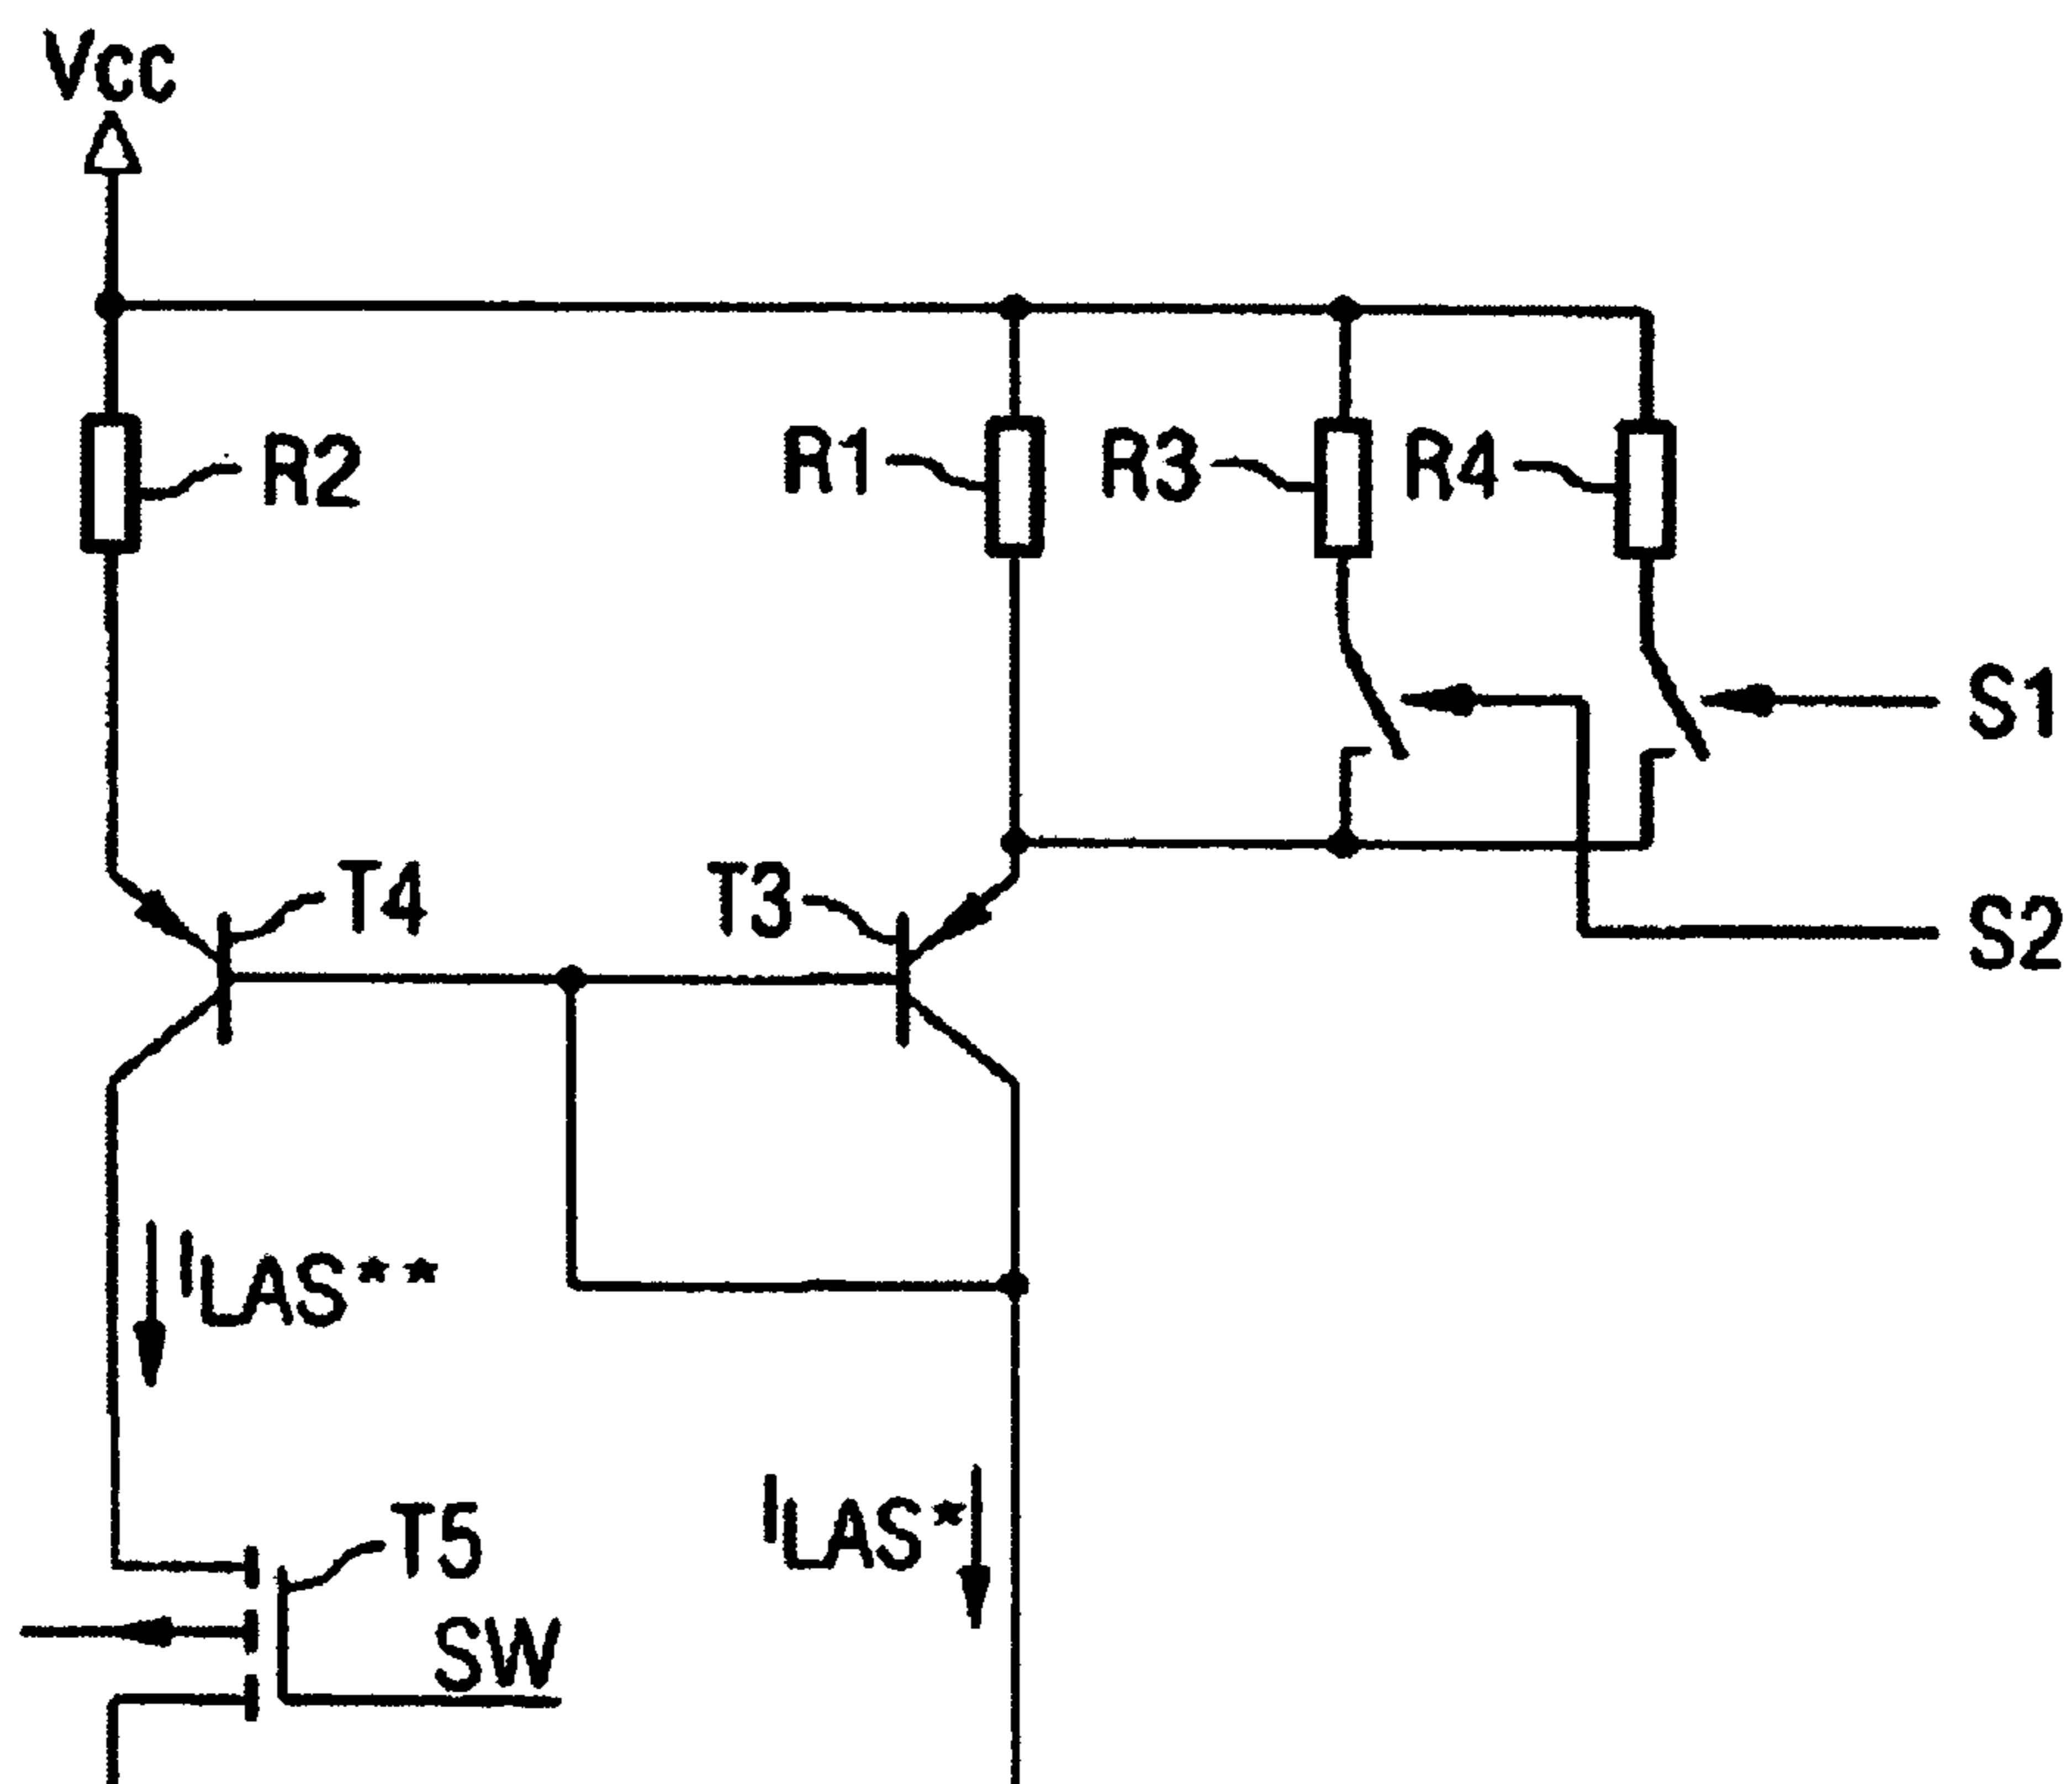 Vcc
R2
R1
R3
R4
S1
T4
T3
S2
ILAS**
ILAS*
T5
SW